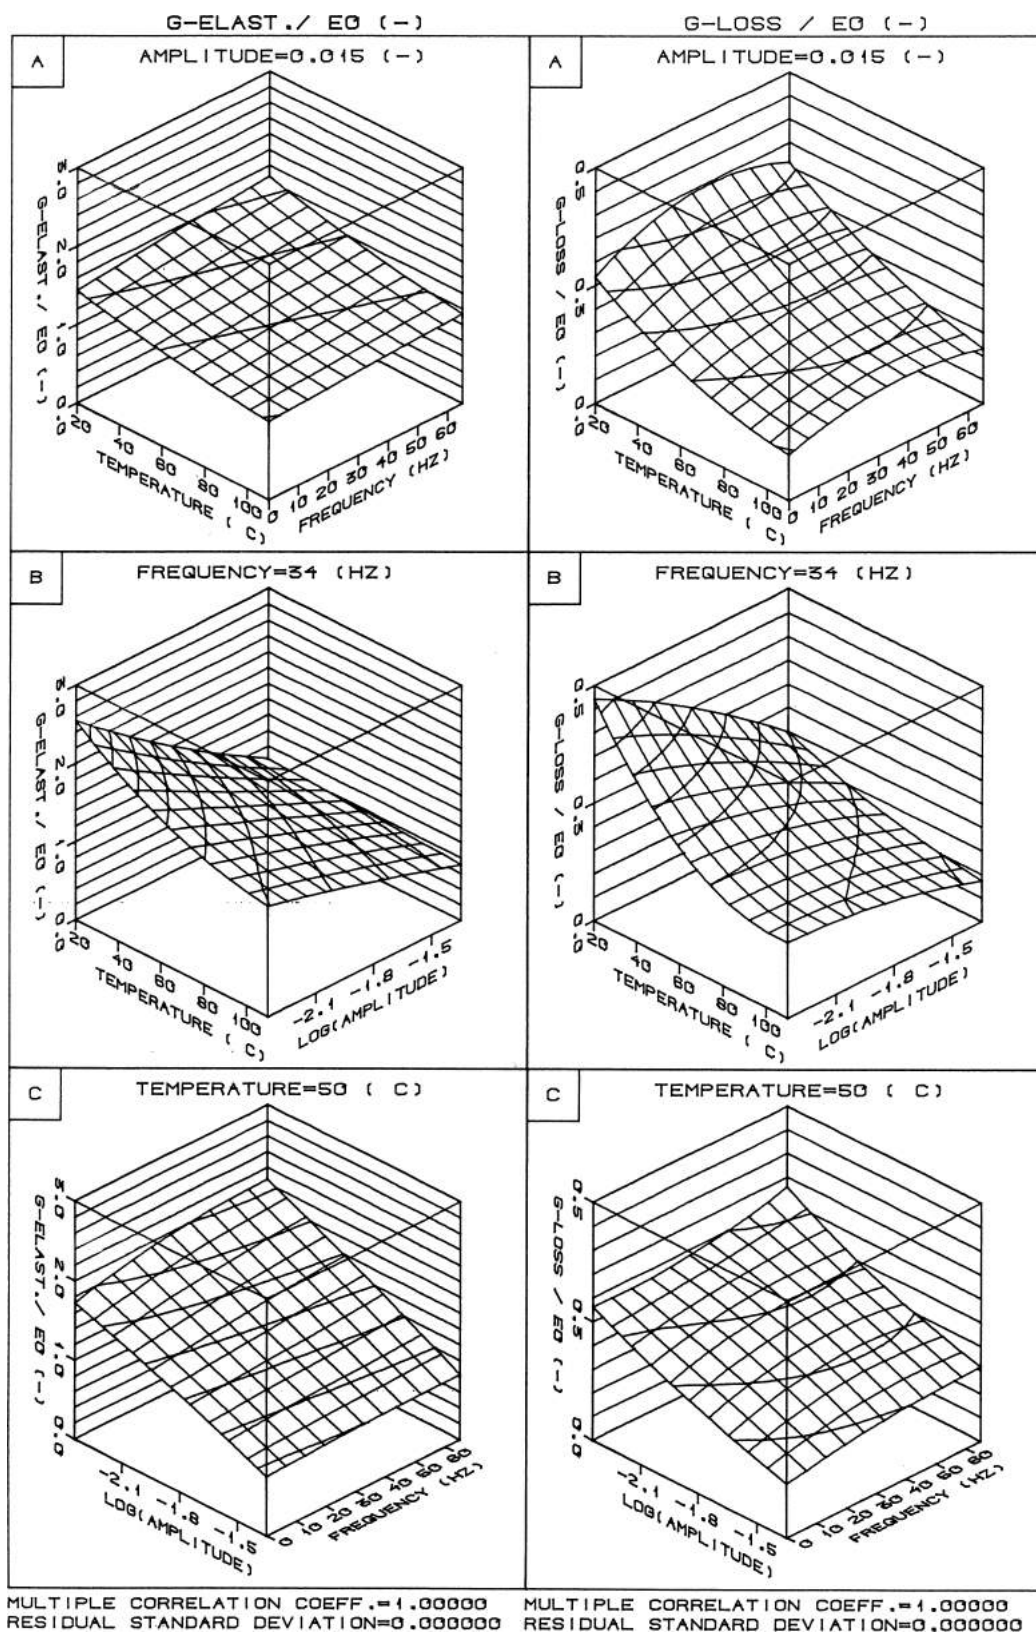 G-ELAST./ E0 (-)
G-LOSS / E0 (-)
A
AMPLITUDE=0.015 (-)
3.0
2.0
1.0
0.0
G-ELAST./ E0 (-)
20 40 60 80 100
TEMPERATURE ( C)
0 10 20 30 40 50 60
FREQUENCY (HZ)
A
AMPLITUDE=0.015 (-)
0.5
0.3
0.0
G-LOSS / E0 (-)
20 40 60 80 100
TEMPERATURE ( C)
0 10 20 30 40 50 60
FREQUENCY (HZ)
B
FREQUENCY=34 (HZ)
3.0
2.0
1.0
0.0
G-ELAST./ E0 (-)
20 40 60 80 100
TEMPERATURE ( C)
-2.1 -1.8 -1.5
LOG(AMPLITUDE)
B
FREQUENCY=34 (HZ)
0.5
0.3
0.0
G-LOSS / E0 (-)
20 40 60 80 100
TEMPERATURE ( C)
-2.1 -1.8 -1.5
LOG(AMPLITUDE)
C
TEMPERATURE=50 ( C)
3.0
2.0
1.0
0.0
G-ELAST./ E0 (-)
-2.1 -1.8 -1.5
LOG(AMPLITUDE)
0 10 20 30 40 50 60
FREQUENCY (HZ)
C
TEMPERATURE=50 ( C)
0.5
0.3
0.0
G-LOSS / E0 (-)
-2.1 -1.8 -1.5
LOG(AMPLITUDE)
0 10 20 30 40 50 60
FREQUENCY (HZ)
MULTIPLE CORRELATION COEFF.=1.00000
RESIDUAL STANDARD DEVIATION=0.000000
MULTIPLE CORRELATION COEFF.=1.00000
RESIDUAL STANDARD DEVIATION=0.000000